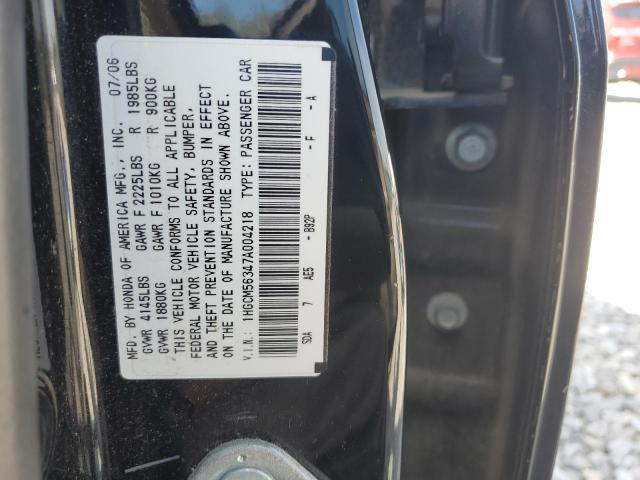 MFD. BY HONDA OF AMERICA MFG., INC. 07/06
GVWR 4145LBS GAWR F 2225LBS R 1985LBS
GVWR 1880KG GAWR F 1010KG R 900KG
THIS VEHICLE CONFORMS TO ALL APPLICABLE
FEDERAL MOTOR VEHICLE SAFETY, BUMPER,
AND THEFT PREVENTION STANDARDS IN EFFECT
ON THE DATE OF MANUFACTURE SHOWN ABOVE.
V.I.N.: 1HGCM56347A004218 TYPE: PASSENGER CAR
SDA 7 AE5 - B92P - F - A